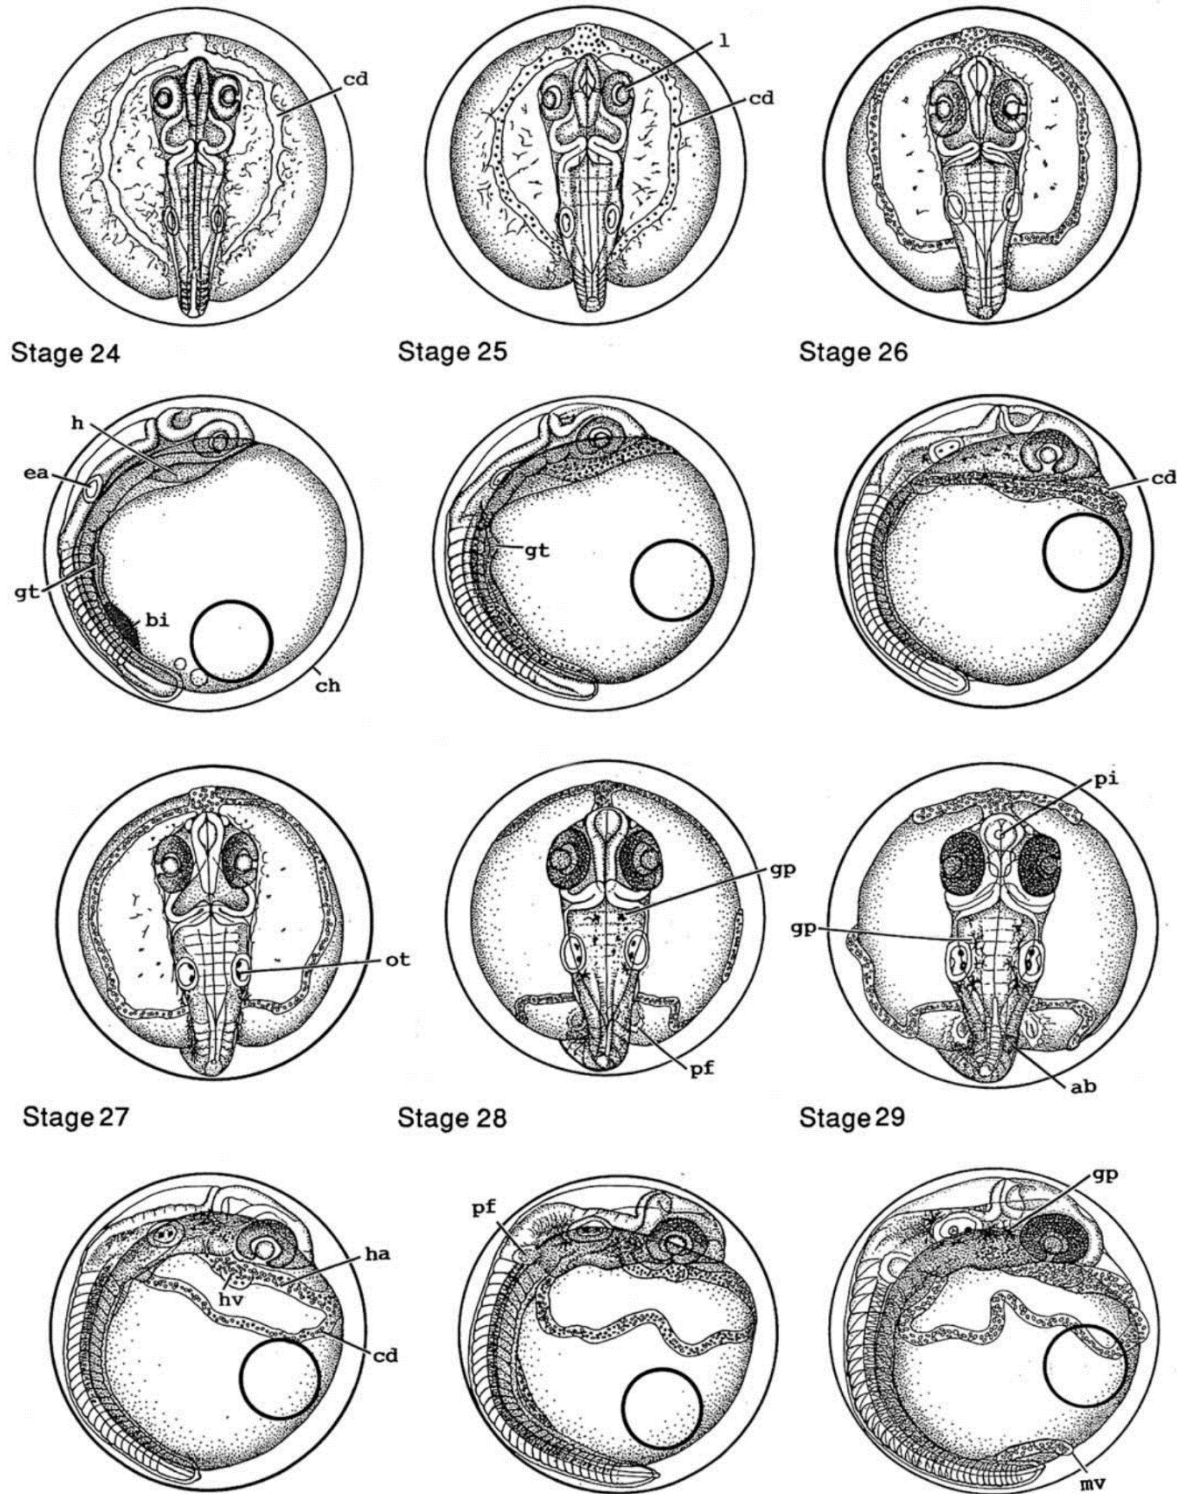 l
cd
cd
Stage 24 Stage 25 Stage 26
h
ea
cd
gt
gt
bi
ch
pi
gp
gp
ot
pf
ab
Stage 27 Stage 28 Stage 29
gp
pf
ha
hv
cd
mv